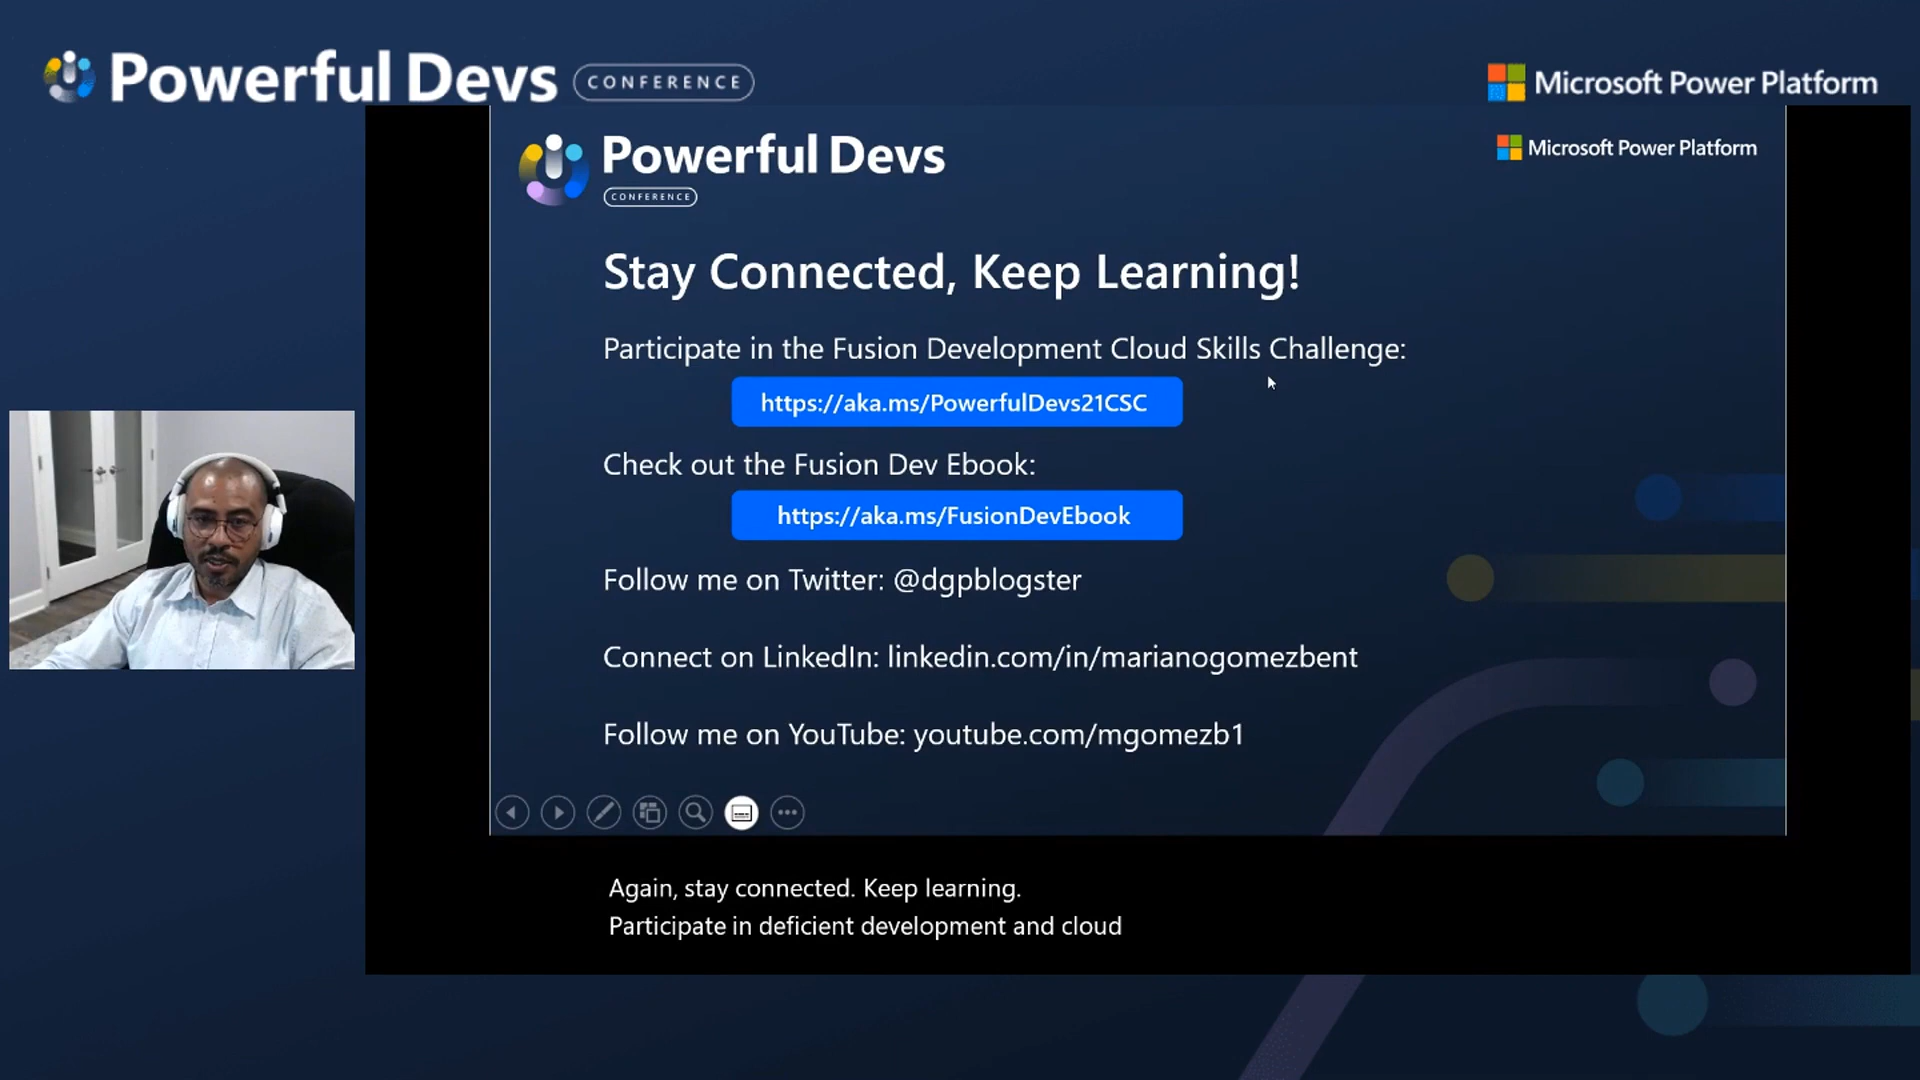 Powerful Devs CONFERENCE
Microsoft Power Platform
Powerful Devs
CONFERENCE
Microsoft Power Platform
Stay Connected, Keep Learning!
Participate in the Fusion Development Cloud Skills Challenge:
https://aka.ms/PowerfulDevs21CSC
Check out the Fusion Dev Ebook:
https://aka.ms/FusionDevEbook
Follow me on Twitter: @dgpblogster
Connect on LinkedIn: linkedin.com/in/marianogomezbent
Follow me on YouTube: youtube.com/mgomezb1
Again, stay connected. Keep learning.
Participate in deficient development and cloud